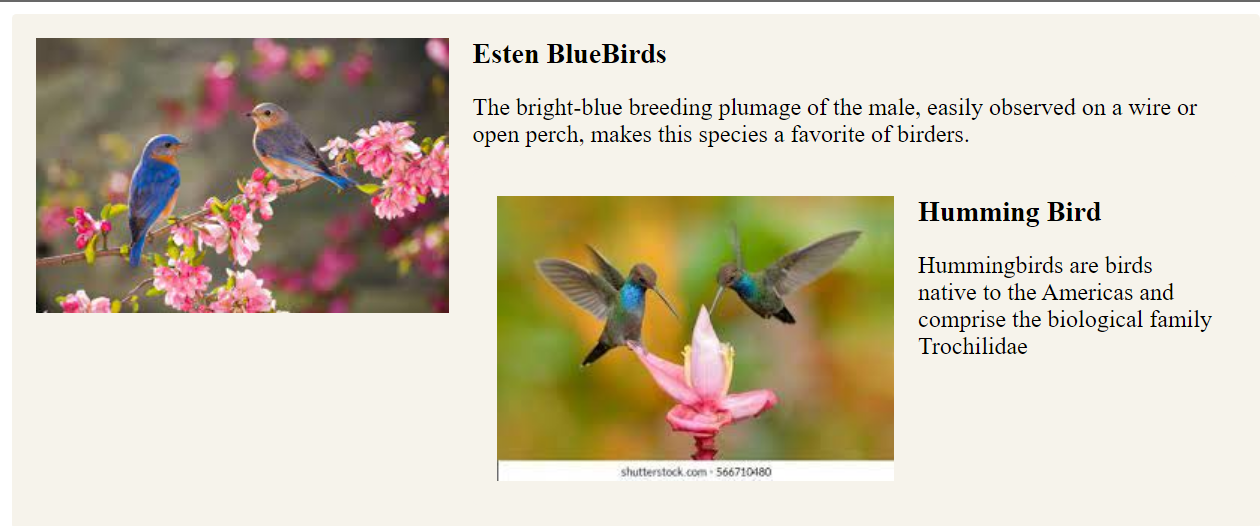 Esten BlueBirds
The bright-blue breeding plumage of the male, easily observed on a wire or
open perch, makes this species a favorite of birders.
Humming Bird
Hummingbirds are birds
native to the Americas and
comprise the biological family
Trochilidae
shutterstock.com · 566710480